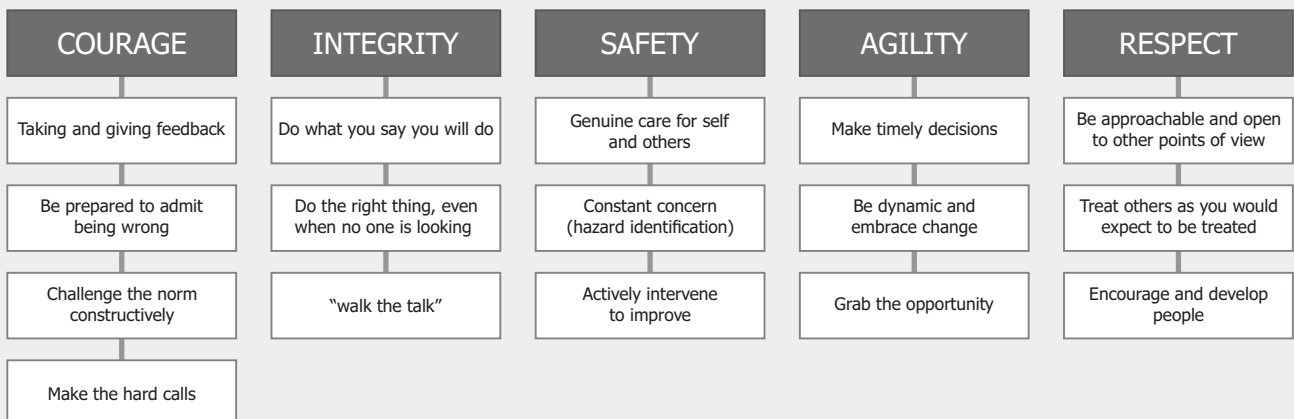 COURAGE
Taking and giving feedback
Be prepared to admit
being wrong
Challenge the norm
constructively
Make the hard calls
INTEGRITY
Do what you say you will do
Do the right thing, even
when no one is looking
“walk the talk”
SAFETY
Genuine care for self
and others
Constant concern
(hazard identification)
Actively intervene
to improve
AGILITY
Make timely decisions
Be dynamic and
embrace change
Grab the opportunity
RESPECT
Be approachable and open
to other points of view
Treat others as you would
expect to be treated
Encourage and develop
people